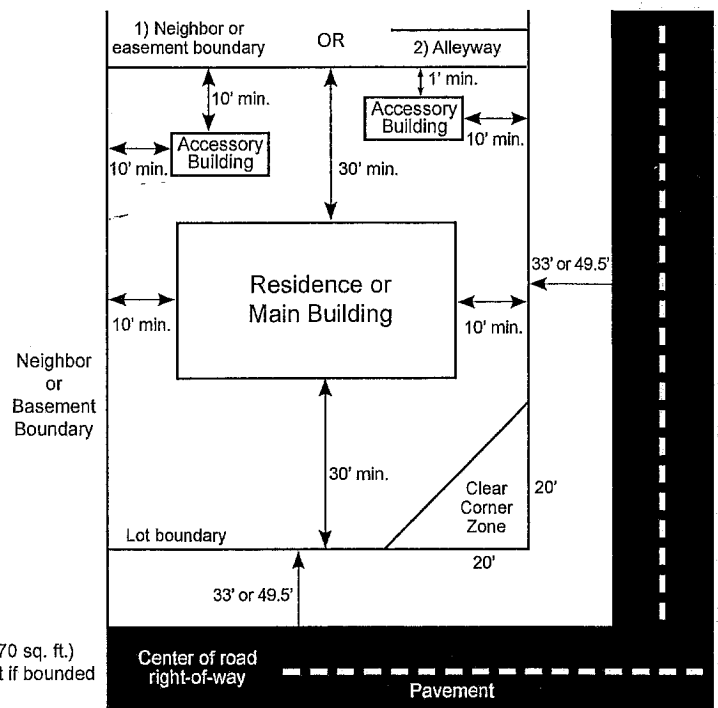 1) Neighbor or
easement boundary
OR
2) Alleyway
10' min.
1' min.
Accessory
Building
Accessory
Building
10' min.
10' min.
30' min.
33' or 49.5'
Residence or
Main Building
10' min.
10' min.
Neighbor
or
Basement
Boundary
30' min.
Clear
Corner
Zone
20'
Lot boundary
20'
33' or 49.5'
70 sq. ft.)
t if bounded
Center of road
right-of-way
Pavement